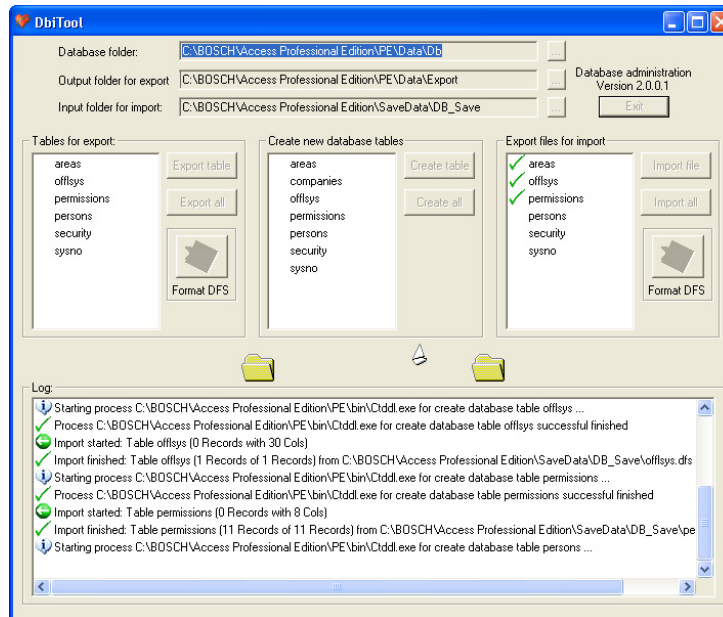 DbiTool
Database folder: C:\BOSCH\Access Professional Edition\PE\Data\Db ...
Output folder for export C:\BOSCH\Access Professional Edition\PE\Data\Export ...
Input folder for import: C:\BOSCH\Access Professional Edition\SaveData\DB_Save ...
Database administration
Version 2.0.0.1
Exit
Tables for export:
areas
offlsys
permissions
persons
security
sysno
Export table
Export all
Format DFS
Create new database tables
areas
companies
offlsys
permissions
persons
security
sysno
Create table
Create all
Export files for import
areas
offlsys
permissions
persons
security
sysno
Import file
Import all
Format DFS
Log:
Starting process C:\BOSCH\Access Professional Edition\PE\bin\Ctddl.exe for create database table offlsys ...
Process C:\BOSCH\Access Professional Edition\PE\bin\Ctddl.exe for create database table offlsys successful finished
Import started: Table offlsys (0 Records with 30 Cols)
Import finished: Table offlsys (1 Records of 1 Records) from C:\BOSCH\Access Professional Edition\SaveData\DB_Save\offlsys.dfs
Starting process C:\BOSCH\Access Professional Edition\PE\bin\Ctddl.exe for create database table permissions ...
Process C:\BOSCH\Access Professional Edition\PE\bin\Ctddl.exe for create database table permissions successful finished
Import started: Table permissions (0 Records with 8 Cols)
Import finished: Table permissions (11 Records of 11 Records) from C:\BOSCH\Access Professional Edition\SaveData\DB_Save\pe
Starting process C:\BOSCH\Access Professional Edition\PE\bin\Ctddl.exe for create database table persons ...